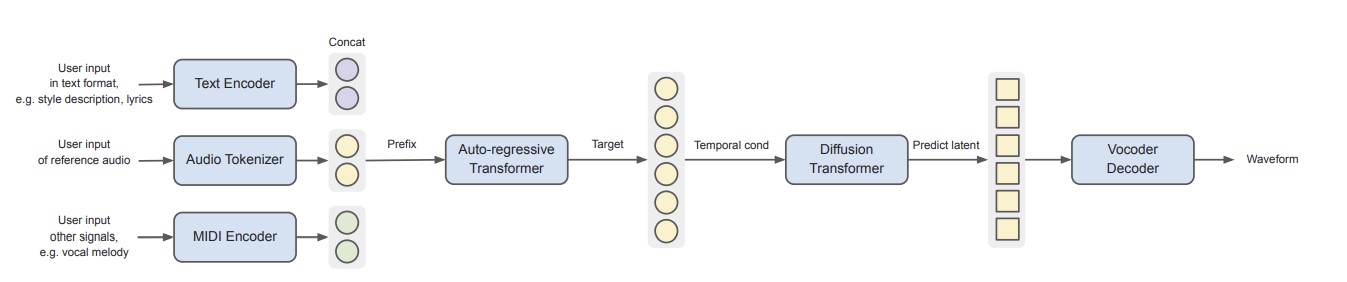 Concat
User input
in text format,
e.g. style description, lyrics
Text Encoder
User input
of reference audio
Audio Tokenizer
Prefix
Auto-regressive
Transformer
Target
Temporal cond
Diffusion
Transformer
Predict latent
Vocoder
Decoder
Waveform
User input
other signals,
e.g. vocal melody
MIDI Encoder